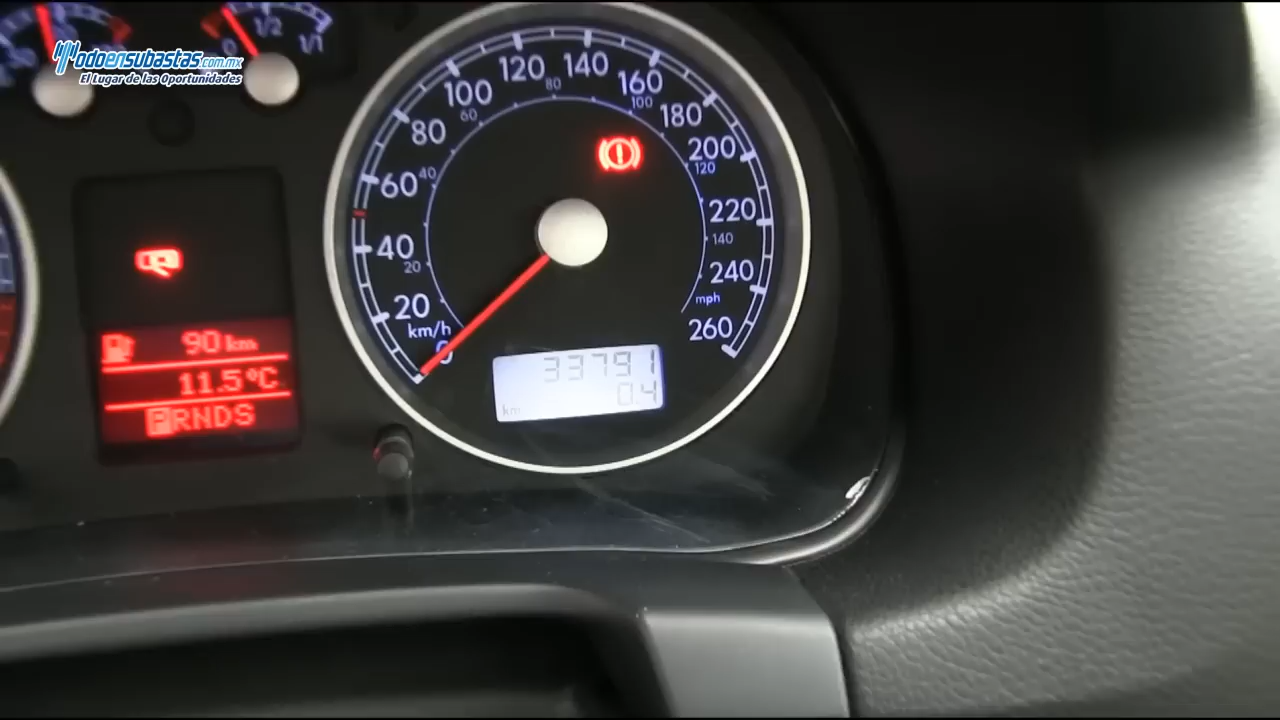 Todoensubastas.com.mx
El Lugar de las Oportunidades
0 1/2 1/1
0 20 40 60 80 100 120 140 160 180 200 220 240 260
km/h
20 40 60 80 100 120 140
mph
33791
km 0.4
90 km
11.5°C
PRNDS